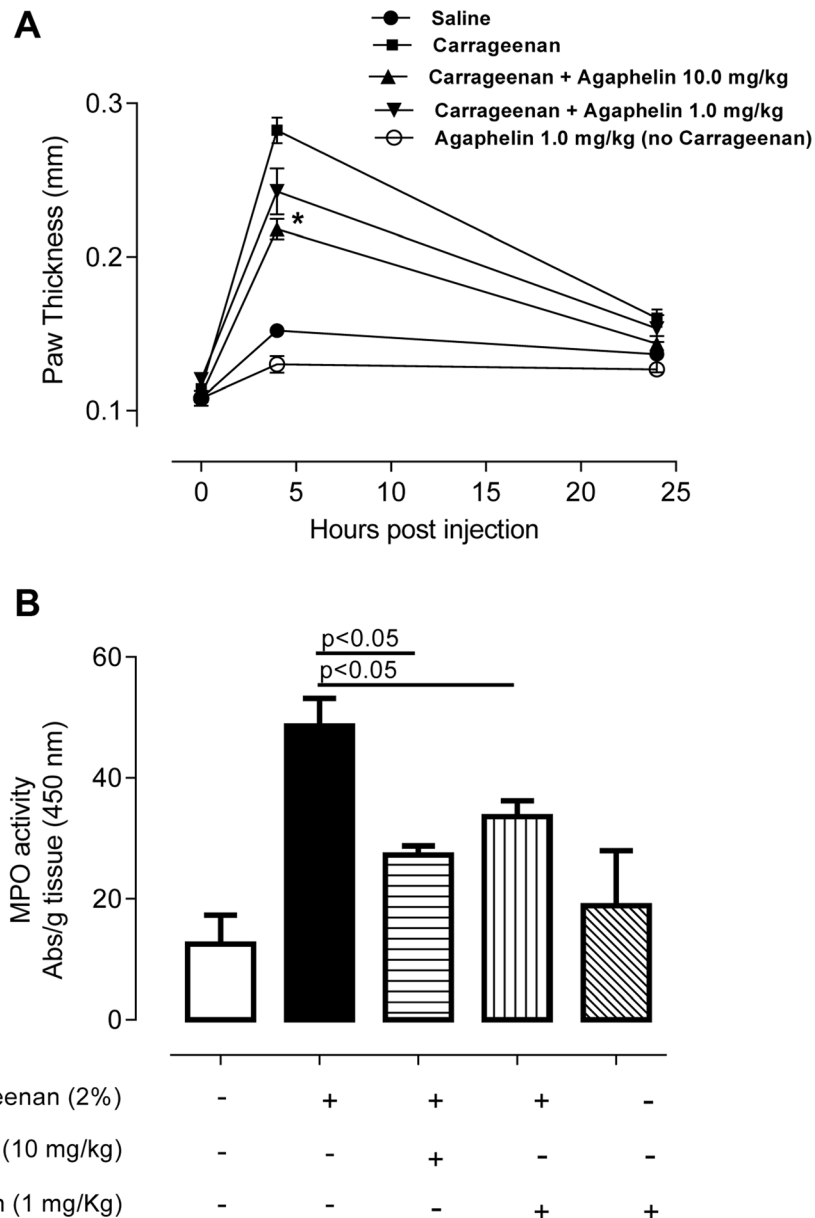 A
Saline
Carrageenan
Carrageenan + Agaphelin 10.0 mg/kg
Carrageenan + Agaphelin 1.0 mg/kg
Agaphelin 1.0 mg/kg (no Carrageenan)
Paw Thickness (mm)
0.3
*
0.2
0.1
0 5 10 15 20 25
Hours post injection
B
MPO activity
Abs/g tissue (450 nm)
p<0.05
p<0.05
60
40
20
0
eenan (2%) - + + + -
(10 mg/kg) - - + - -
n (1 mg/Kg) - - - + +